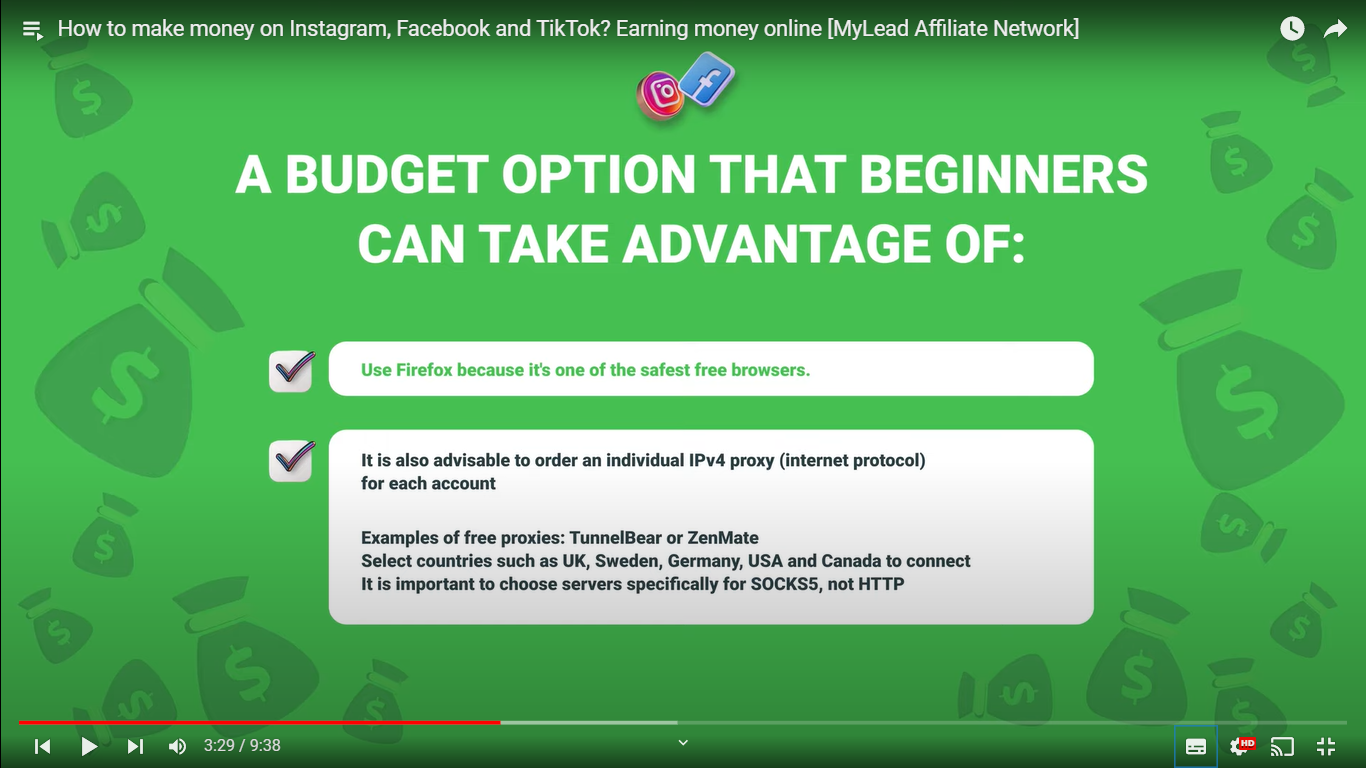 How to make money on Instagram, Facebook and TikTok? Earning money online [MyLead Affiliate Network]
A BUDGET OPTION THAT BEGINNERS
CAN TAKE ADVANTAGE OF:
Use Firefox because it's one of the safest free browsers.
It is also advisable to order an individual IPv4 proxy (internet protocol)
for each account
Examples of free proxies: TunnelBear or ZenMate
Select countries such as UK, Sweden, Germany, USA and Canada to connect
It is important to choose servers specifically for SOCKS5, not HTTP
3:29 / 9:38
HD